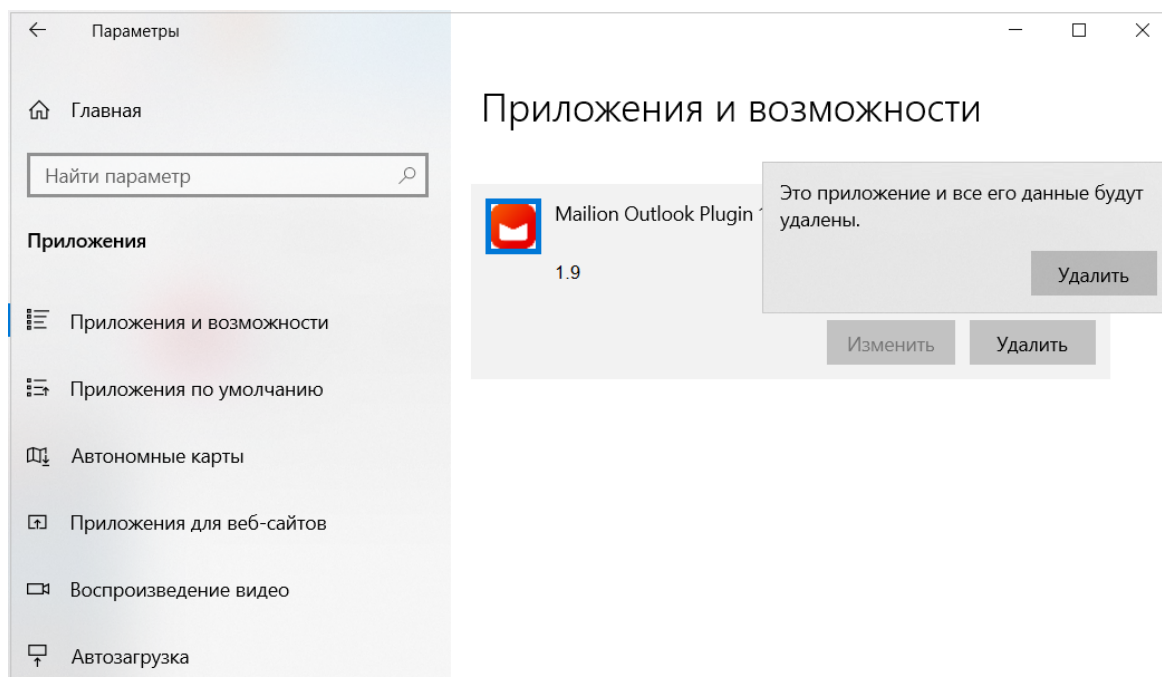 Параметры
Главная
Найти параметр
Приложения
Приложения и возможности
Приложения по умолчанию
Автономные карты
Приложения для веб-сайтов
Воспроизведение видео
Автозагрузка
Приложения и возможности
Mailion Outlook Plugin
1.9
Это приложение и все его данные будут
удалены.
Удалить
Изменить Удалить